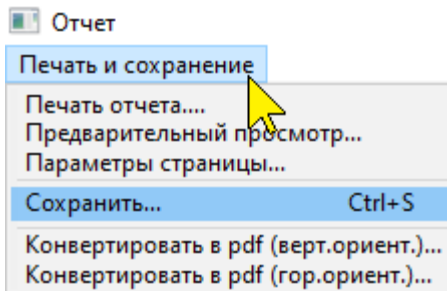 Отчет
Печать и сохранение
Печать отчета....
Предварительный просмотр...
Параметры страницы...
Сохранить... Ctrl+S
Конвертировать в pdf (верт.ориент.)...
Конвертировать в pdf (гор.ориент.)...